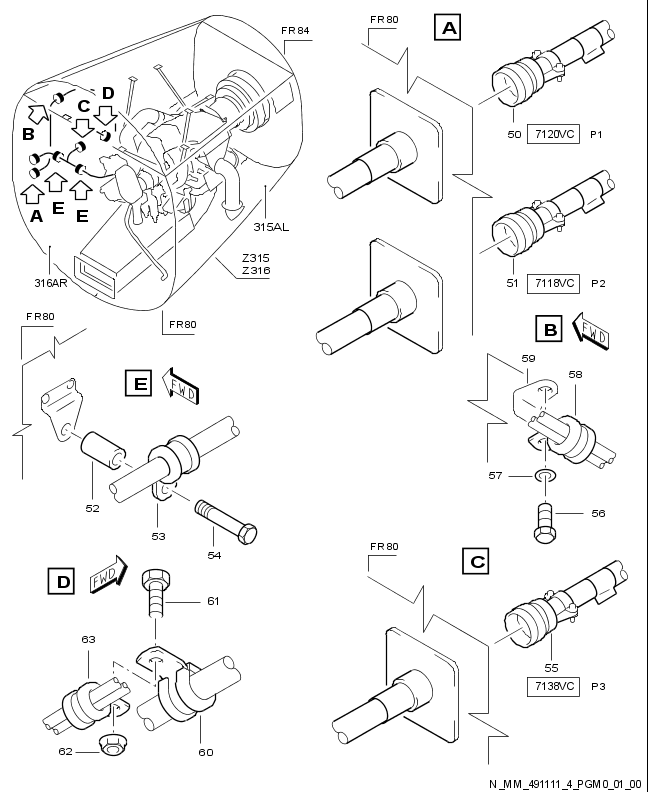 FR80
A
FR84
D
C
B
50 7120VC P1
A E E
315AL
Z315
Z316
316AR
51 7118VC P2
FR80
FR80
B FWD
59
58
E FWD
57
52
56
53
54
FR80
C
D FWD
61
63
55
7138VC P3
62
60
N_MM_491111_4_PGM0_01_00